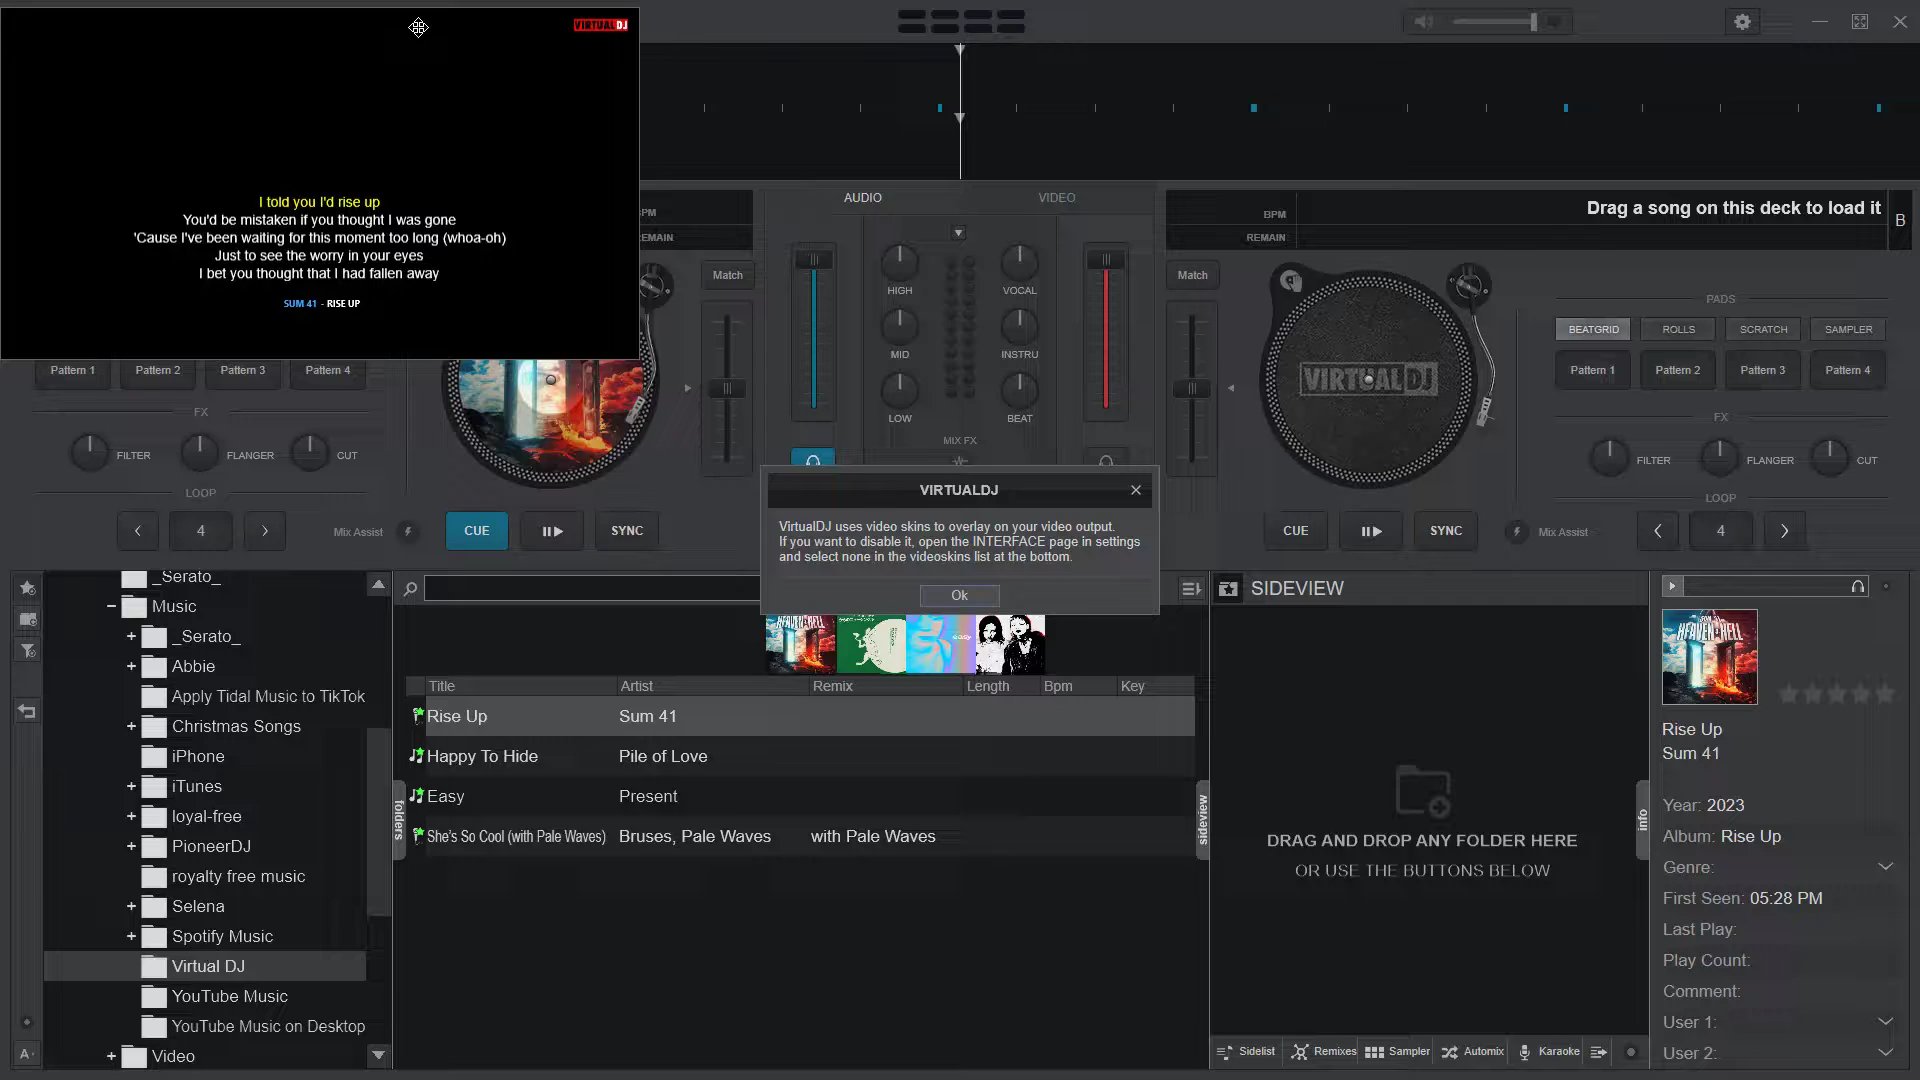 VIRTUALDJ
I told you I'd rise up
You'd be mistaken if you thought I was gone
'Cause I've been waiting for this moment too long (whoa-oh)
Just to see the worry in your eyes
I bet you thought that I had fallen away
SUM 41 - RISE UP
AUDIO
VIDEO
BPM
REMAIN
Match
HIGH
VOCAL
MID
INSTRU
LOW
BEAT
MIX FX
Match
BPM
REMAIN
Drag a song on this deck to load it
B
VIRTUALDJ
PADS
BEATGRID
ROLLS
SCRATCH
SAMPLER
Pattern 1
Pattern 2
Pattern 3
Pattern 4
Pattern 1
Pattern 2
Pattern 3
Pattern 4
FX
FILTER
FLANGER
CUT
LOOP
4
Mix Assist
CUE
SYNC
FX
FILTER
FLANGER
CUT
LOOP
CUE
SYNC
Mix Assist
4
VIRTUALDJ
VirtualDJ uses video skins to overlay on your video output.
If you want to disable it, open the INTERFACE page in settings
and select none in the videoskins list at the bottom.
Ok
_Serato_
Music
_Serato_
Abbie
Apply Tidal Music to TikTok
Christmas Songs
iPhone
iTunes
loyal-free
PioneerDJ
royalty free music
Selena
Spotify Music
Virtual DJ
YouTube Music
YouTube Music on Desktop
Video
folders
easy
Title Artist Remix Length Bpm Key
Rise Up Sum 41
Happy To Hide Pile of Love
Easy Present
She's So Cool (with Pale Waves) Bruses, Pale Waves with Pale Waves
sideview
SIDEVIEW
DRAG AND DROP ANY FOLDER HERE
OR USE THE BUTTONS BELOW
Sidelist
Remixes
Sampler
Automix
Karaoke
info
HEAVEN HELL
Rise Up
Sum 41
Year: 2023
Album: Rise Up
Genre:
First Seen: 05:28 PM
Last Play:
Play Count:
Comment:
User 1:
User 2: